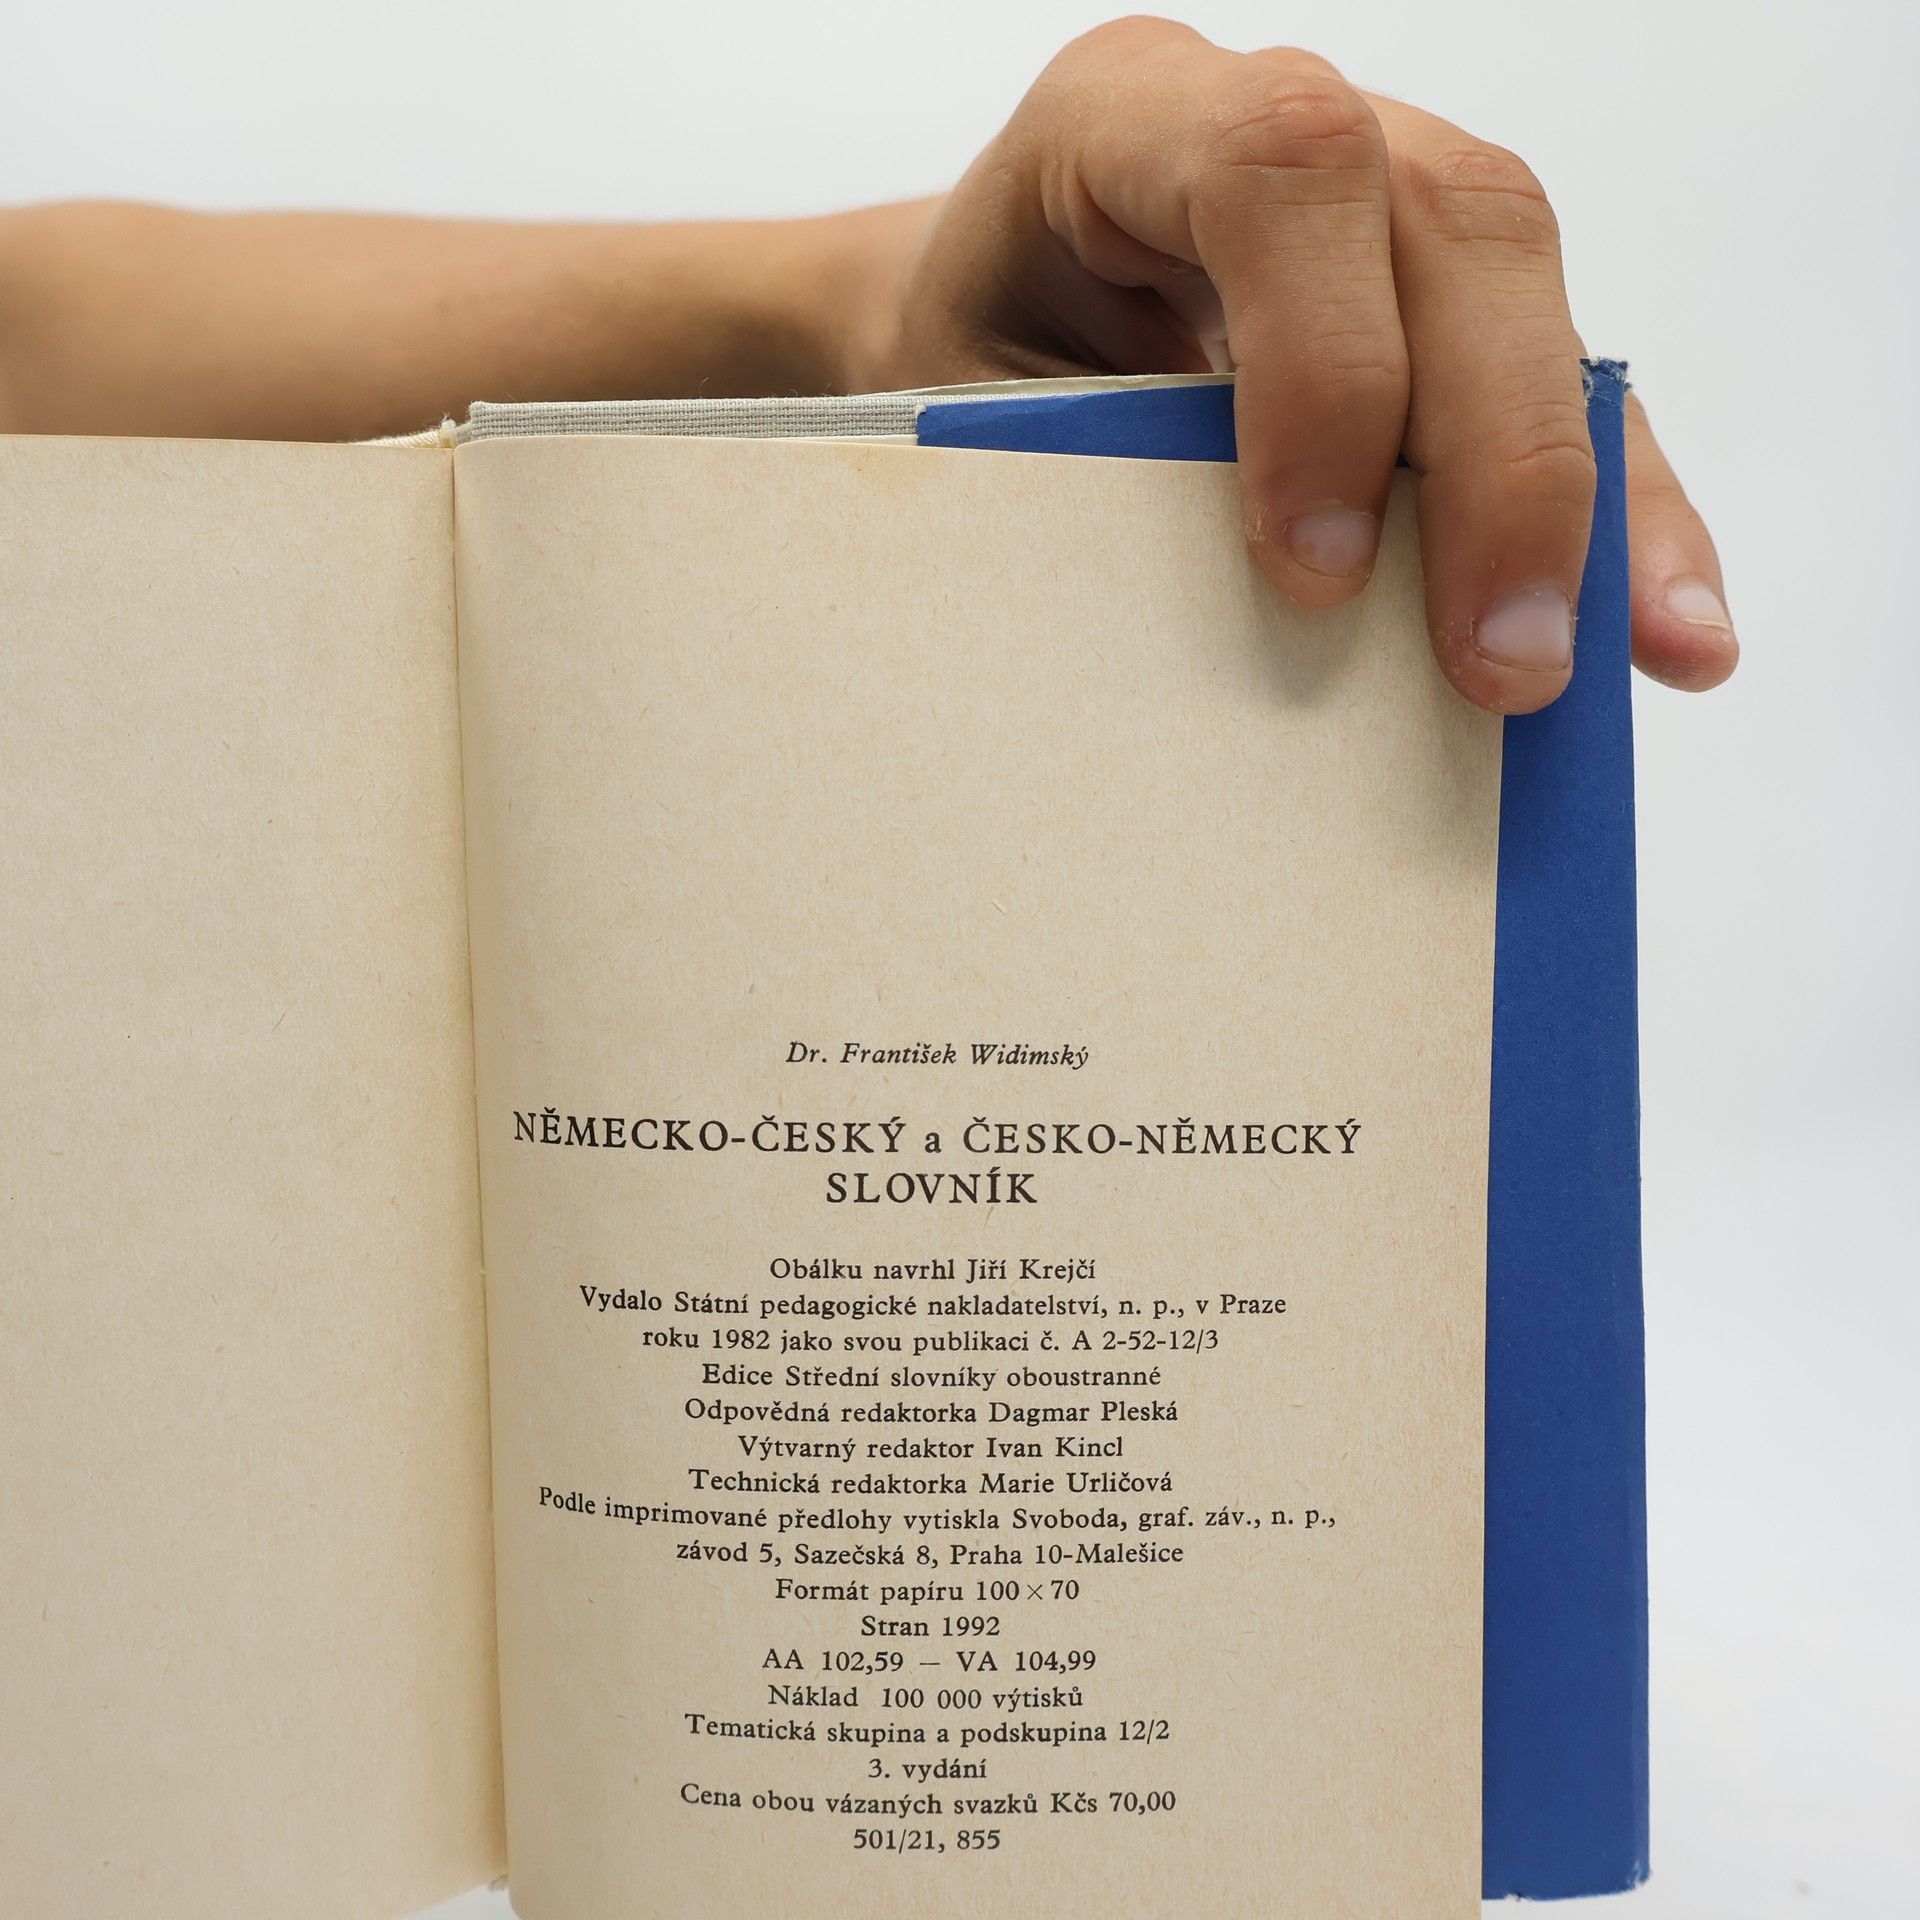 Dr. František Widimský
NĚMECKO-ČESKÝ a ČESKO-NĚMECKÝ
SLOVNÍK
Obálku navrhl Jiří Krejčí
Vydalo Státní pedagogické nakladatelství, n. p., v Praze
roku 1982 jako svou publikaci č. A 2-52-12/3
Edice Střední slovníky oboustranné
Odpovědná redaktorka Dagmar Pleská
Výtvarný redaktor Ivan Kincl
Technická redaktorka Marie Urličová
Podle imprimované předlohy vytiskla Svoboda, graf. záv., n. p.,
závod 5, Sazečská 8, Praha 10-Malešice
Formát papíru 100 × 70
Stran 1992
AA 102,59 — VA 104,99
Náklad 100 000 výtisků
Tematická skupina a podskupina 12/2
3. vydání
Cena obou vázaných svazků Kčs 70,00
501/21, 855